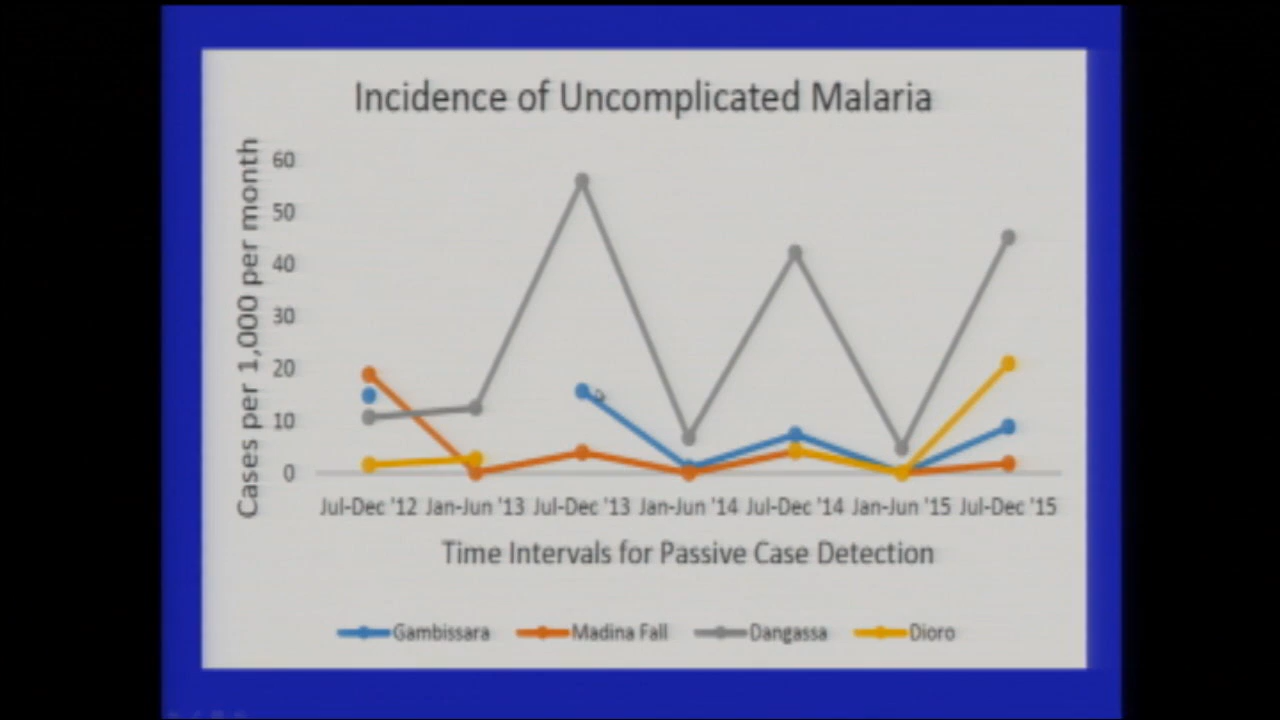 Incidence of Uncomplicated Malaria
Cases per 1,000 per month
60
50
40
30
20
10
0
Jul-Dec '12 Jan-Jun '13 Jul-Dec '13 Jan-Jun '14 Jul-Dec '14 Jan-Jun '15 Jul-Dec '15
Time Intervals for Passive Case Detection
Gambissara Madina Fall Dangassa Dioro